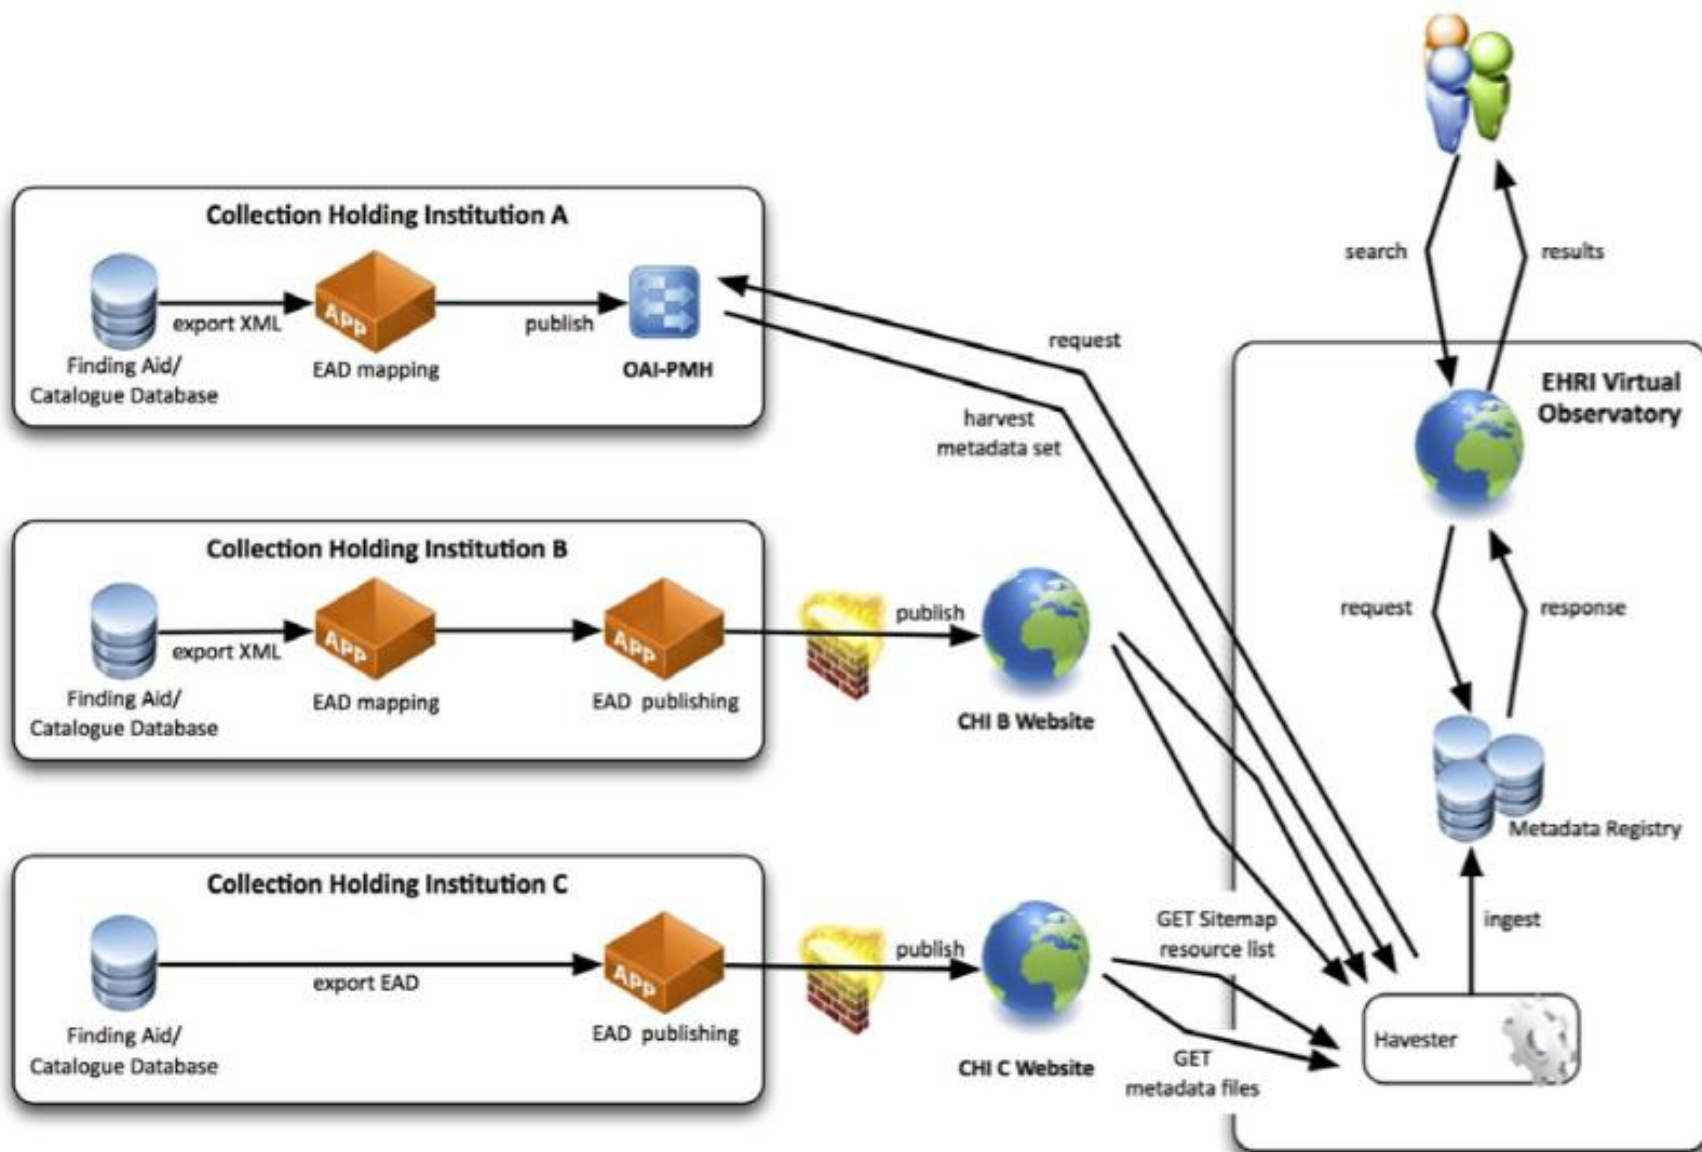 search
results
Collection Holding Institution A
APP
export XML
publish
Finding Aid/
Catalogue Database
EAD mapping
OAI-PMH
request
harvest
metadata set
EHRI Virtual
Observatory
Collection Holding Institution B
APP
APP
export XML
publish
Finding Aid/
Catalogue Database
EAD mapping
EAD publishing
CHI B Website
request
response
Metadata Registry
Collection Holding Institution C
APP
export EAD
publish
Finding Aid/
Catalogue Database
EAD publishing
CHI C Website
GET Sitemap
resource list
GET
metadata files
ingest
Havester